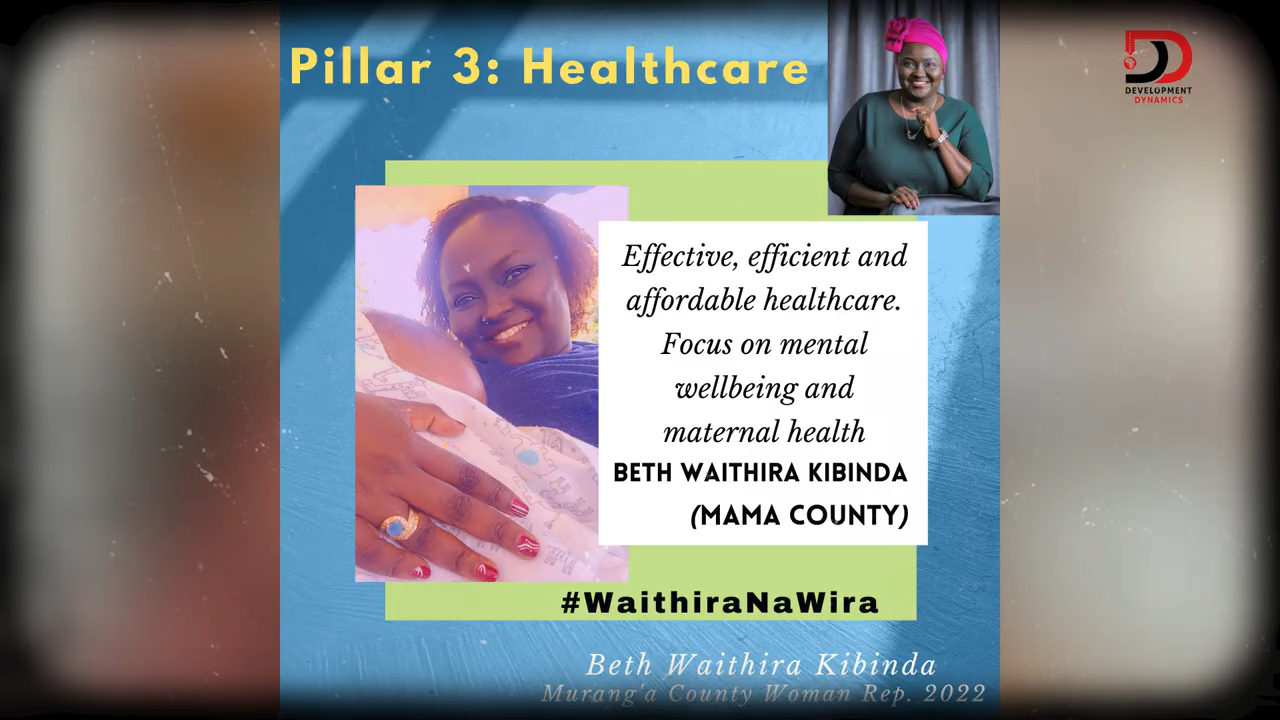 Pillar 3: Healthcare
DEVELOPMENT
DYNAMICS
Effective, efficient and
affordable healthcare.
Focus on mental
wellbeing and
maternal health
BETH WAITHIRA KIBINDA
(MAMA COUNTY)
#WaithiraNaWira
Beth Waithira Kibinda
Murang'a County Woman Rep. 2022